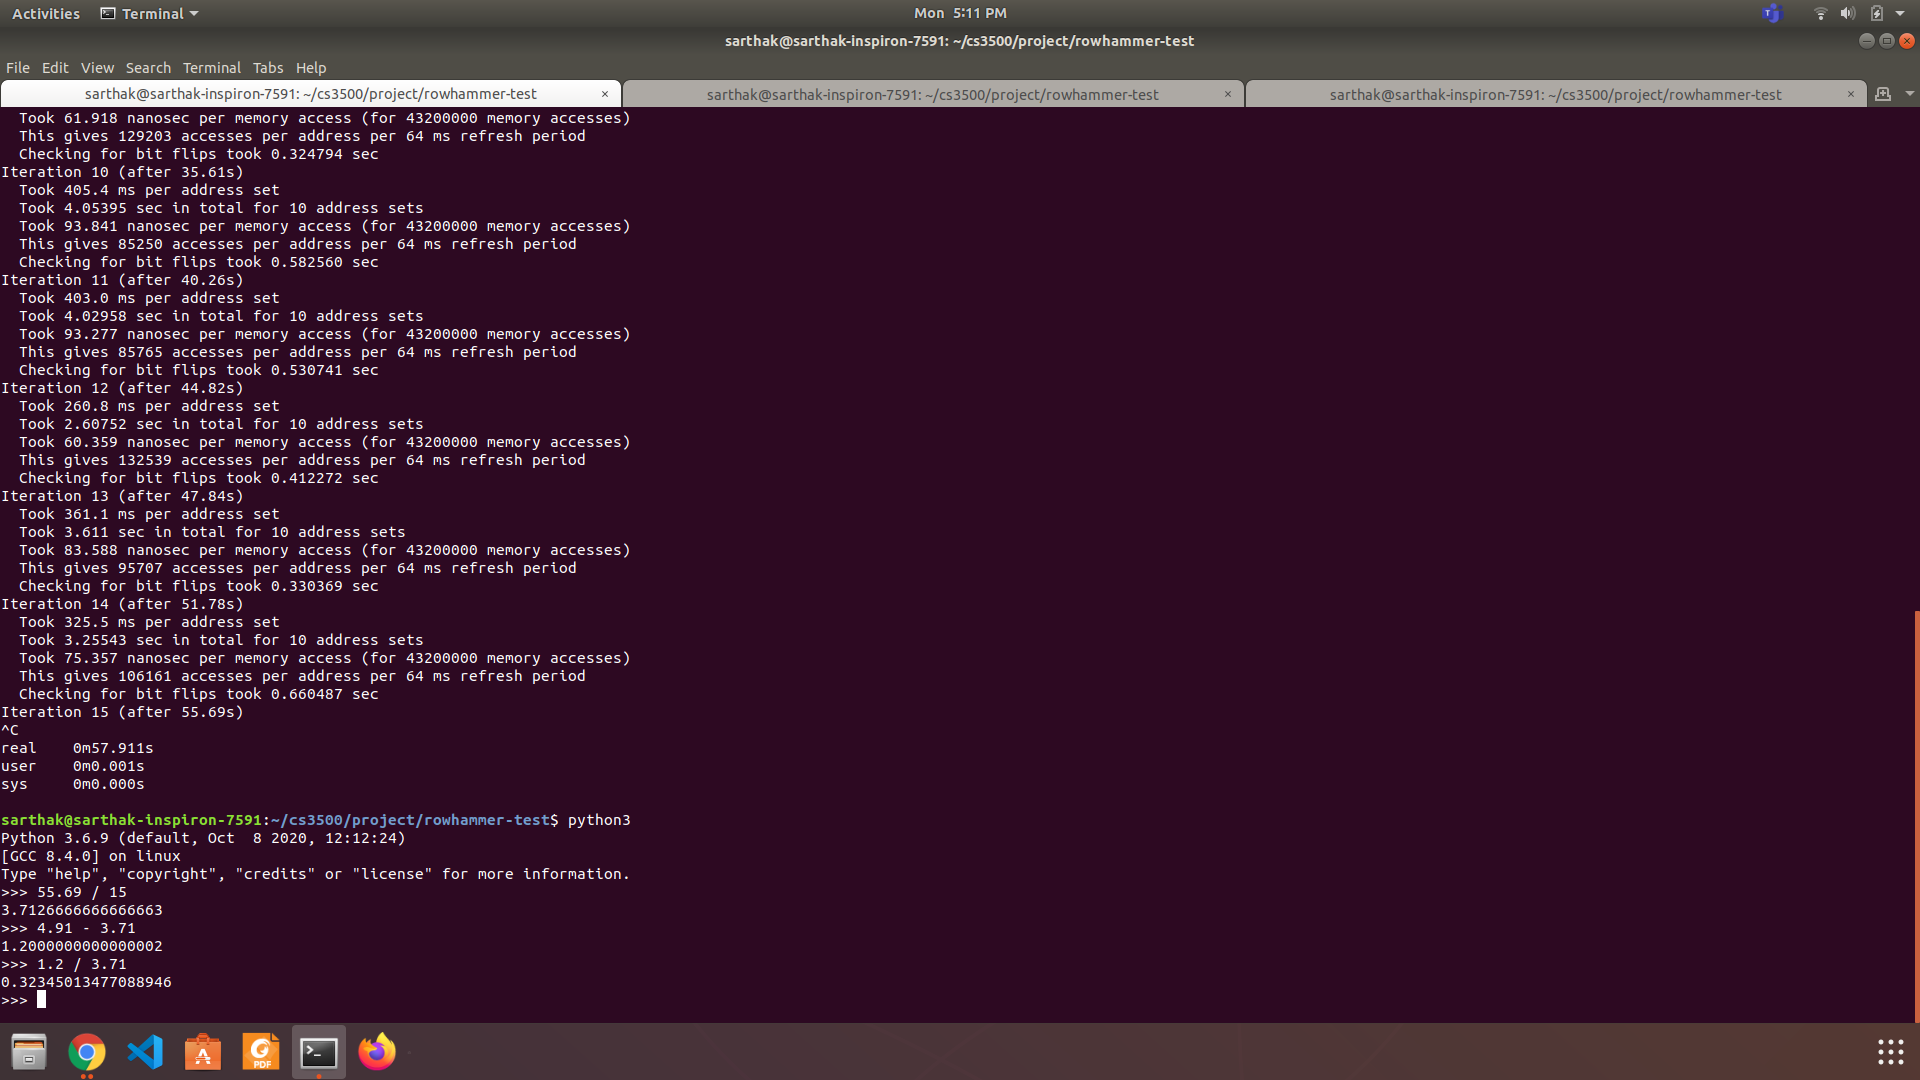 Activities Terminal Mon 5:11 PM
sarthak@sarthak-inspiron-7591: ~/cs3500/project/rowhammer-test
File Edit View Search Terminal Tabs Help
sarthak@sarthak-inspiron-7591: ~/cs3500/project/rowhammer-test × sarthak@sarthak-inspiron-7591: ~/cs3500/project/rowhammer-test × sarthak@sarthak-inspiron-7591: ~/cs3500/project/rowhammer-test ×
  Took 61.918 nanosec per memory access (for 43200000 memory accesses)
  This gives 129203 accesses per address per 64 ms refresh period
  Checking for bit flips took 0.324794 sec
Iteration 10 (after 35.61s)
  Took 405.4 ms per address set
  Took 4.05395 sec in total for 10 address sets
  Took 93.841 nanosec per memory access (for 43200000 memory accesses)
  This gives 85250 accesses per address per 64 ms refresh period
  Checking for bit flips took 0.582560 sec
Iteration 11 (after 40.26s)
  Took 403.0 ms per address set
  Took 4.02958 sec in total for 10 address sets
  Took 93.277 nanosec per memory access (for 43200000 memory accesses)
  This gives 85765 accesses per address per 64 ms refresh period
  Checking for bit flips took 0.530741 sec
Iteration 12 (after 44.82s)
  Took 260.8 ms per address set
  Took 2.60752 sec in total for 10 address sets
  Took 60.359 nanosec per memory access (for 43200000 memory accesses)
  This gives 132539 accesses per address per 64 ms refresh period
  Checking for bit flips took 0.412272 sec
Iteration 13 (after 47.84s)
  Took 361.1 ms per address set
  Took 3.611 sec in total for 10 address sets
  Took 83.588 nanosec per memory access (for 43200000 memory accesses)
  This gives 95707 accesses per address per 64 ms refresh period
  Checking for bit flips took 0.330369 sec
Iteration 14 (after 51.78s)
  Took 325.5 ms per address set
  Took 3.25543 sec in total for 10 address sets
  Took 75.357 nanosec per memory access (for 43200000 memory accesses)
  This gives 106161 accesses per address per 64 ms refresh period
  Checking for bit flips took 0.660487 sec
Iteration 15 (after 55.69s)
^C
real    0m57.911s
user    0m0.001s
sys     0m0.000s
sarthak@sarthak-inspiron-7591:~/cs3500/project/rowhammer-test$ python3
Python 3.6.9 (default, Oct  8 2020, 12:12:24)
[GCC 8.4.0] on linux
Type "help", "copyright", "credits" or "license" for more information.
>>> 55.69 / 15
3.7126666666666663
>>> 4.91 - 3.71
1.2000000000000002
>>> 1.2 / 3.71
0.32345013477088946
>>>
PDF